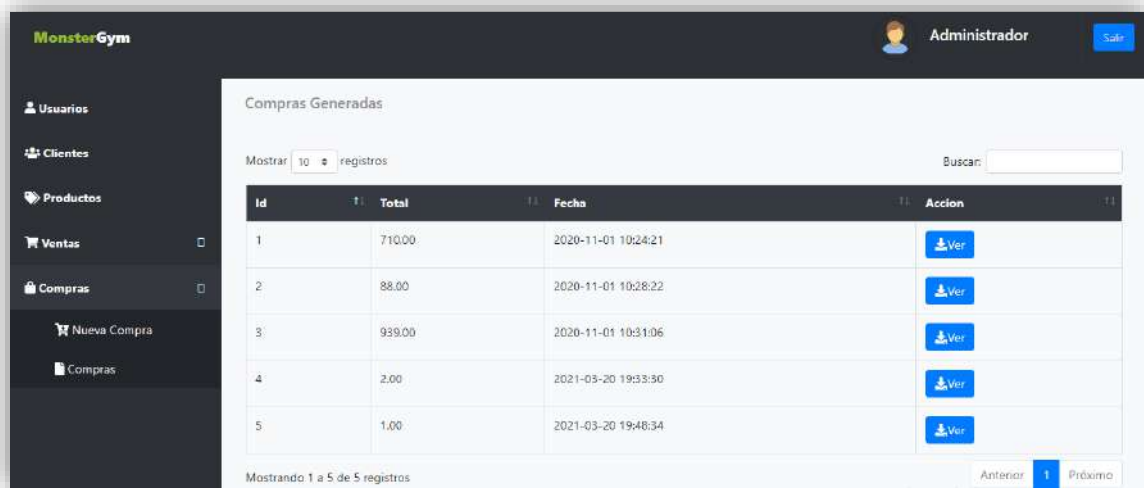 MonsterGym
Administrador
Salir
Usuarios
Clientes
Productos
Ventas
Compras
Nueva Compra
Compras
Compras Generadas
Mostrar 10 registros
Buscar:
Id Total Fecha Accion
1 710.00 2020-11-01 10:24:21 Ver
2 88.00 2020-11-01 10:28:22 Ver
3 939.00 2020-11-01 10:31:06 Ver
4 2.00 2021-03-20 19:33:30 Ver
5 1.00 2021-03-20 19:48:34 Ver
Mostrando 1 a 5 de 5 registros
Anterior 1 Próximo